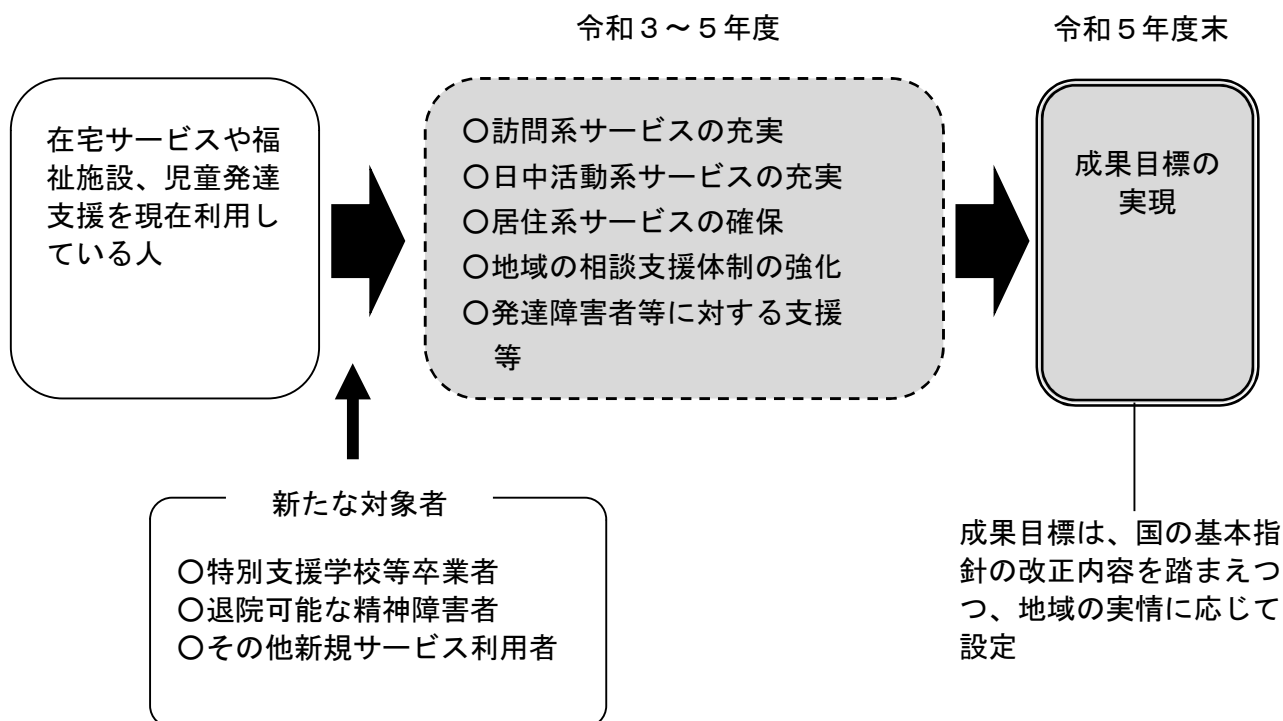 令和３～５年度
令和５年度末
在宅サービスや福
祉施設、児童発達
支援を現在利用し
ている人
○訪問系サービスの充実
○日中活動系サービスの充実
○居住系サービスの確保
○地域の相談支援体制の強化
○発達障害者等に対する支援
等
成果目標の
実現
新たな対象者
○特別支援学校等卒業者
○退院可能な精神障害者
○その他新規サービス利用者
成果目標は、国の基本指
針の改正内容を踏まえつ
つ、地域の実情に応じて
設定